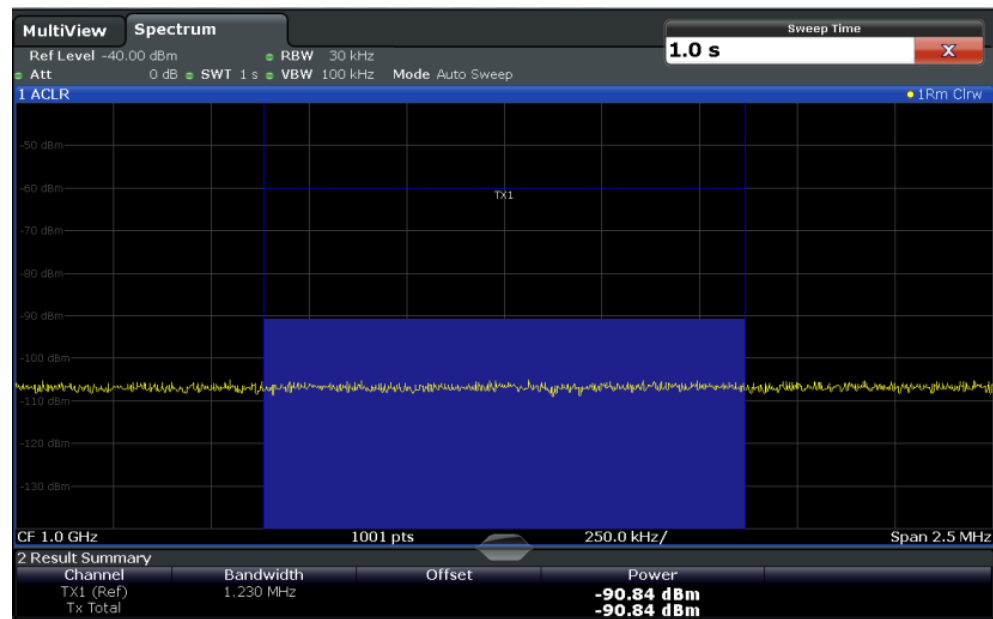 MultiView Spectrum
Sweep Time
1.0 s X
Ref Level -40.00 dBm RBW 30 kHz
Att 0 dB SWT 1 s VBW 100 kHz Mode Auto Sweep
1 ACLR 1Rm Clrw
-50 dBm
-60 dBm
TX1
-70 dBm
-80 dBm
-90 dBm
-100 dBm
-110 dBm
-120 dBm
-130 dBm
CF 1.0 GHz 1001 pts 250.0 kHz/ Span 2.5 MHz
2 Result Summary
Channel Bandwidth Offset Power
TX1 (Ref) 1.230 MHz -90.84 dBm
Tx Total -90.84 dBm